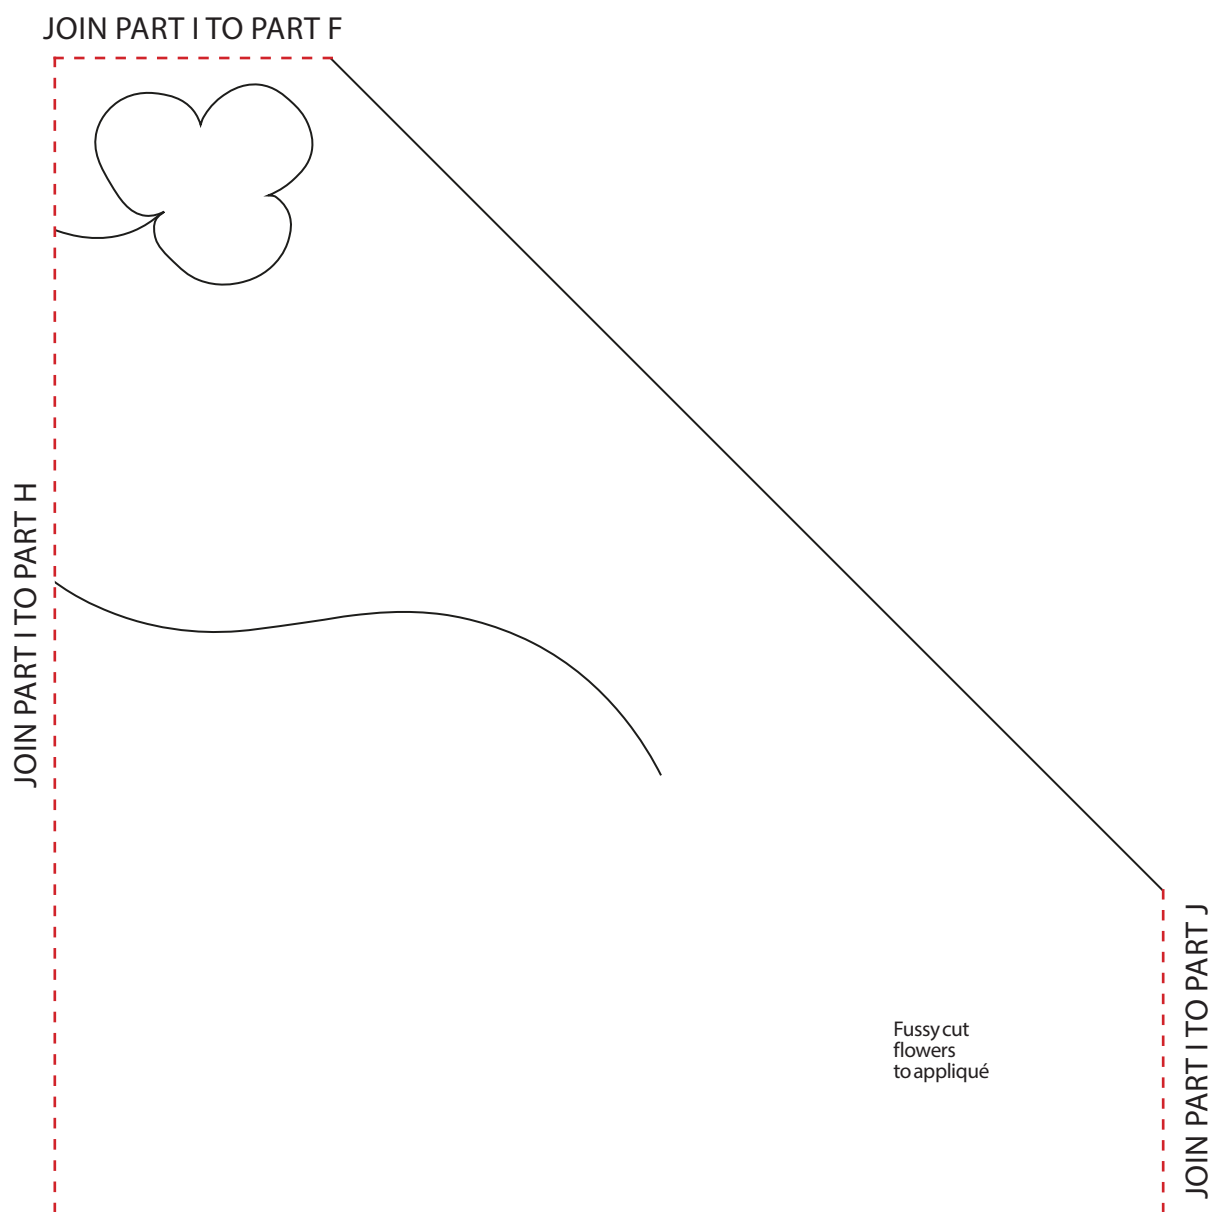 JOIN PART I TO PART F
JOIN PART I TO PART H
JOIN PART I TO PART J
Fussy cut
flowers
to appliqué